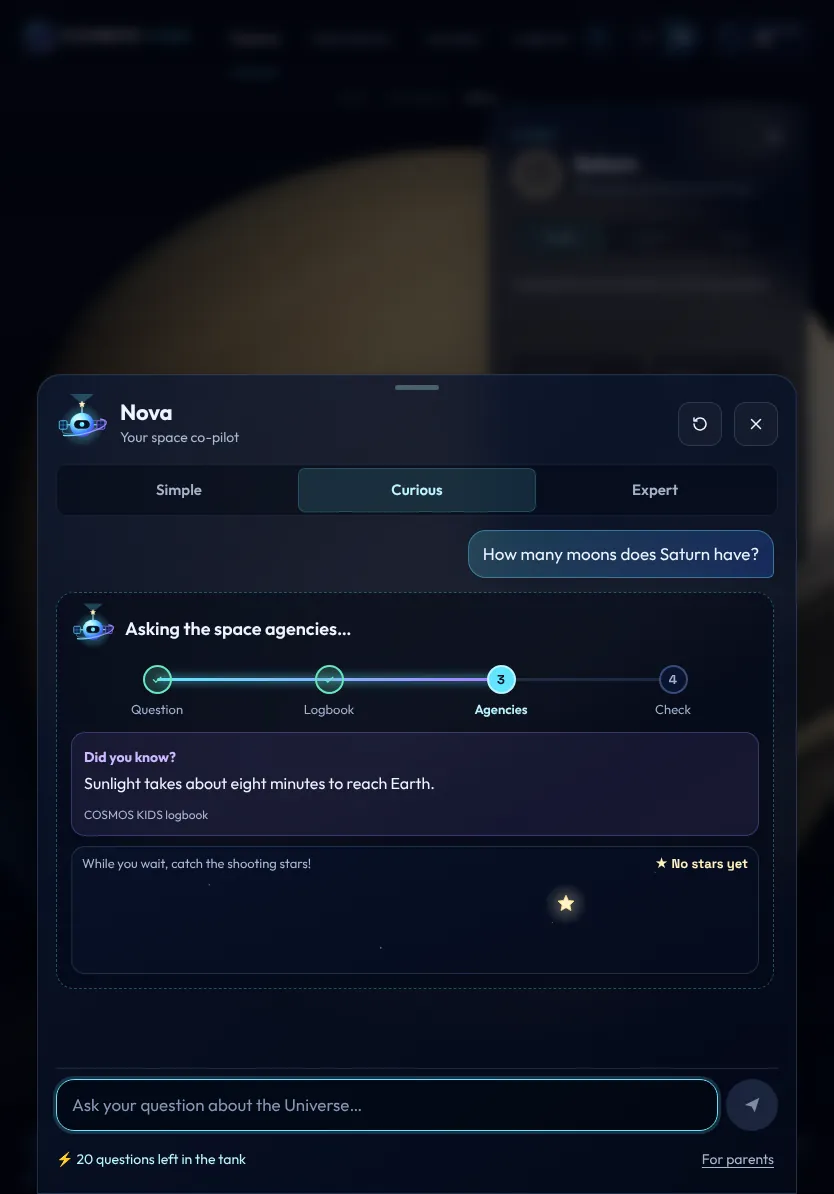 Nova
Your space co-pilot
Simple
Curious
Expert
How many moons does Saturn have?
Asking the space agencies...
3
4
Question
Logbook
Agencies
Check
Did you know?
Sunlight takes about eight minutes to reach Earth.
COSMOS KIDS logbook
While you wait, catch the shooting stars!
★ No stars yet
Ask your question about the Universe...
⚡ 20 questions left in the tank
For parents